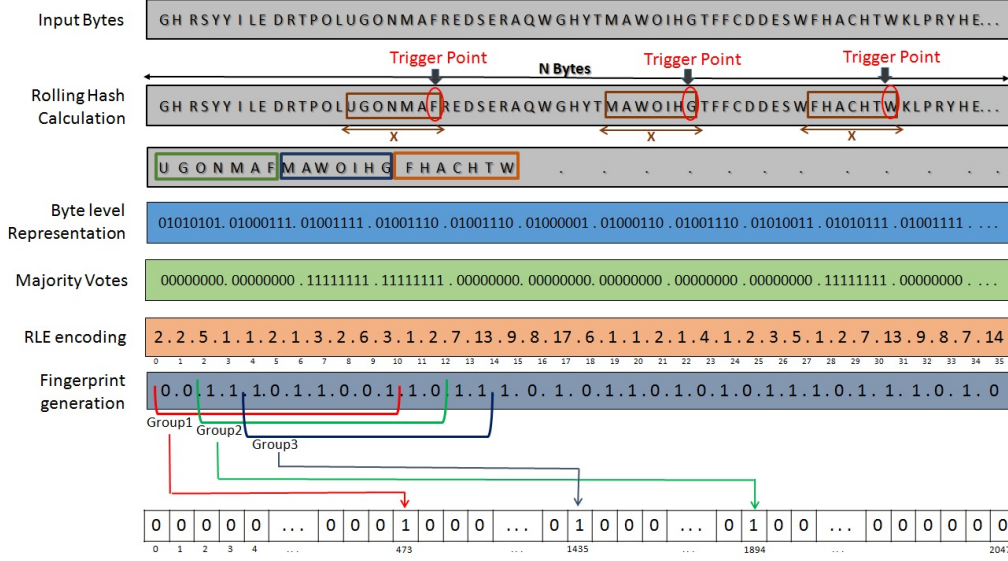 Input Bytes
G H R S Y Y I L E D R T P O L U G O N M A F R E D S E R A Q W G H Y T M A W O I H G T F F C D D E S W F H A C H T W K L P R Y H E...
Trigger Point Trigger Point Trigger Point
N Bytes
Rolling Hash
Calculation
G H R S Y Y I L E D R T P O L U G O N M A F R E D S E R A Q W G H Y T M A W O I H G T F F C D D E S W F H A C H T W K L P R Y H E...
X X X
U G O N M A F M A W O I H G F H A C H T W . . . . . . . . . . .
Byte level
Representation
01010101. 01000111. 01001111 . 01001110 . 01001110 . 01000001 . 01000110 . 01001110 . 01010011 . 01010111 . 01001111 . . . .
Majority Votes
00000000. 00000000 . 11111111 . 11111111 . 00000000 . 00000000 . 00000000 . 00000000 . 00000000 . 11111111 . 00000000 . . . .
RLE encoding
2 . 2 . 5 . 1 . 1 . 2 . 1 . 3 . 2 . 6 . 3 . 1 . 2 . 7 . 13 . 9 . 8 . 17 . 6 . 1 . 1 . 2 . 1 . 4 . 1 . 2 . 3 . 5 . 1 . 2 . 7 . 13 . 9 . 8 . 7 . 14
0 1 2 3 4 5 6 7 8 9 10 11 12 13 14 15 16 17 18 19 20 21 22 23 24 25 26 27 28 29 30 31 32 33 34 35
Fingerprint
generation
0 . 0 . 1 . 1 . 1 . 0 . 1 . 1 . 0 . 0 . 1 . 1 . 0 . 1 . 1 . 1 . 0 . 1 . 0 . 1 . 1 . 0 . 1 . 0 . 1 . 0 . 1 . 1 . 1 . 0 . 1 . 1 . 1 . 0 . 1 . 0
Group1
Group2
Group3
0 0 0 0 0 ... 0 0 0 1 0 0 0 ... 0 1 0 0 0 ... 0 1 0 0 ... 0 0 0 0 0 0
0 1 2 3 4 ... 473 ... 1435 ... 1894 ...